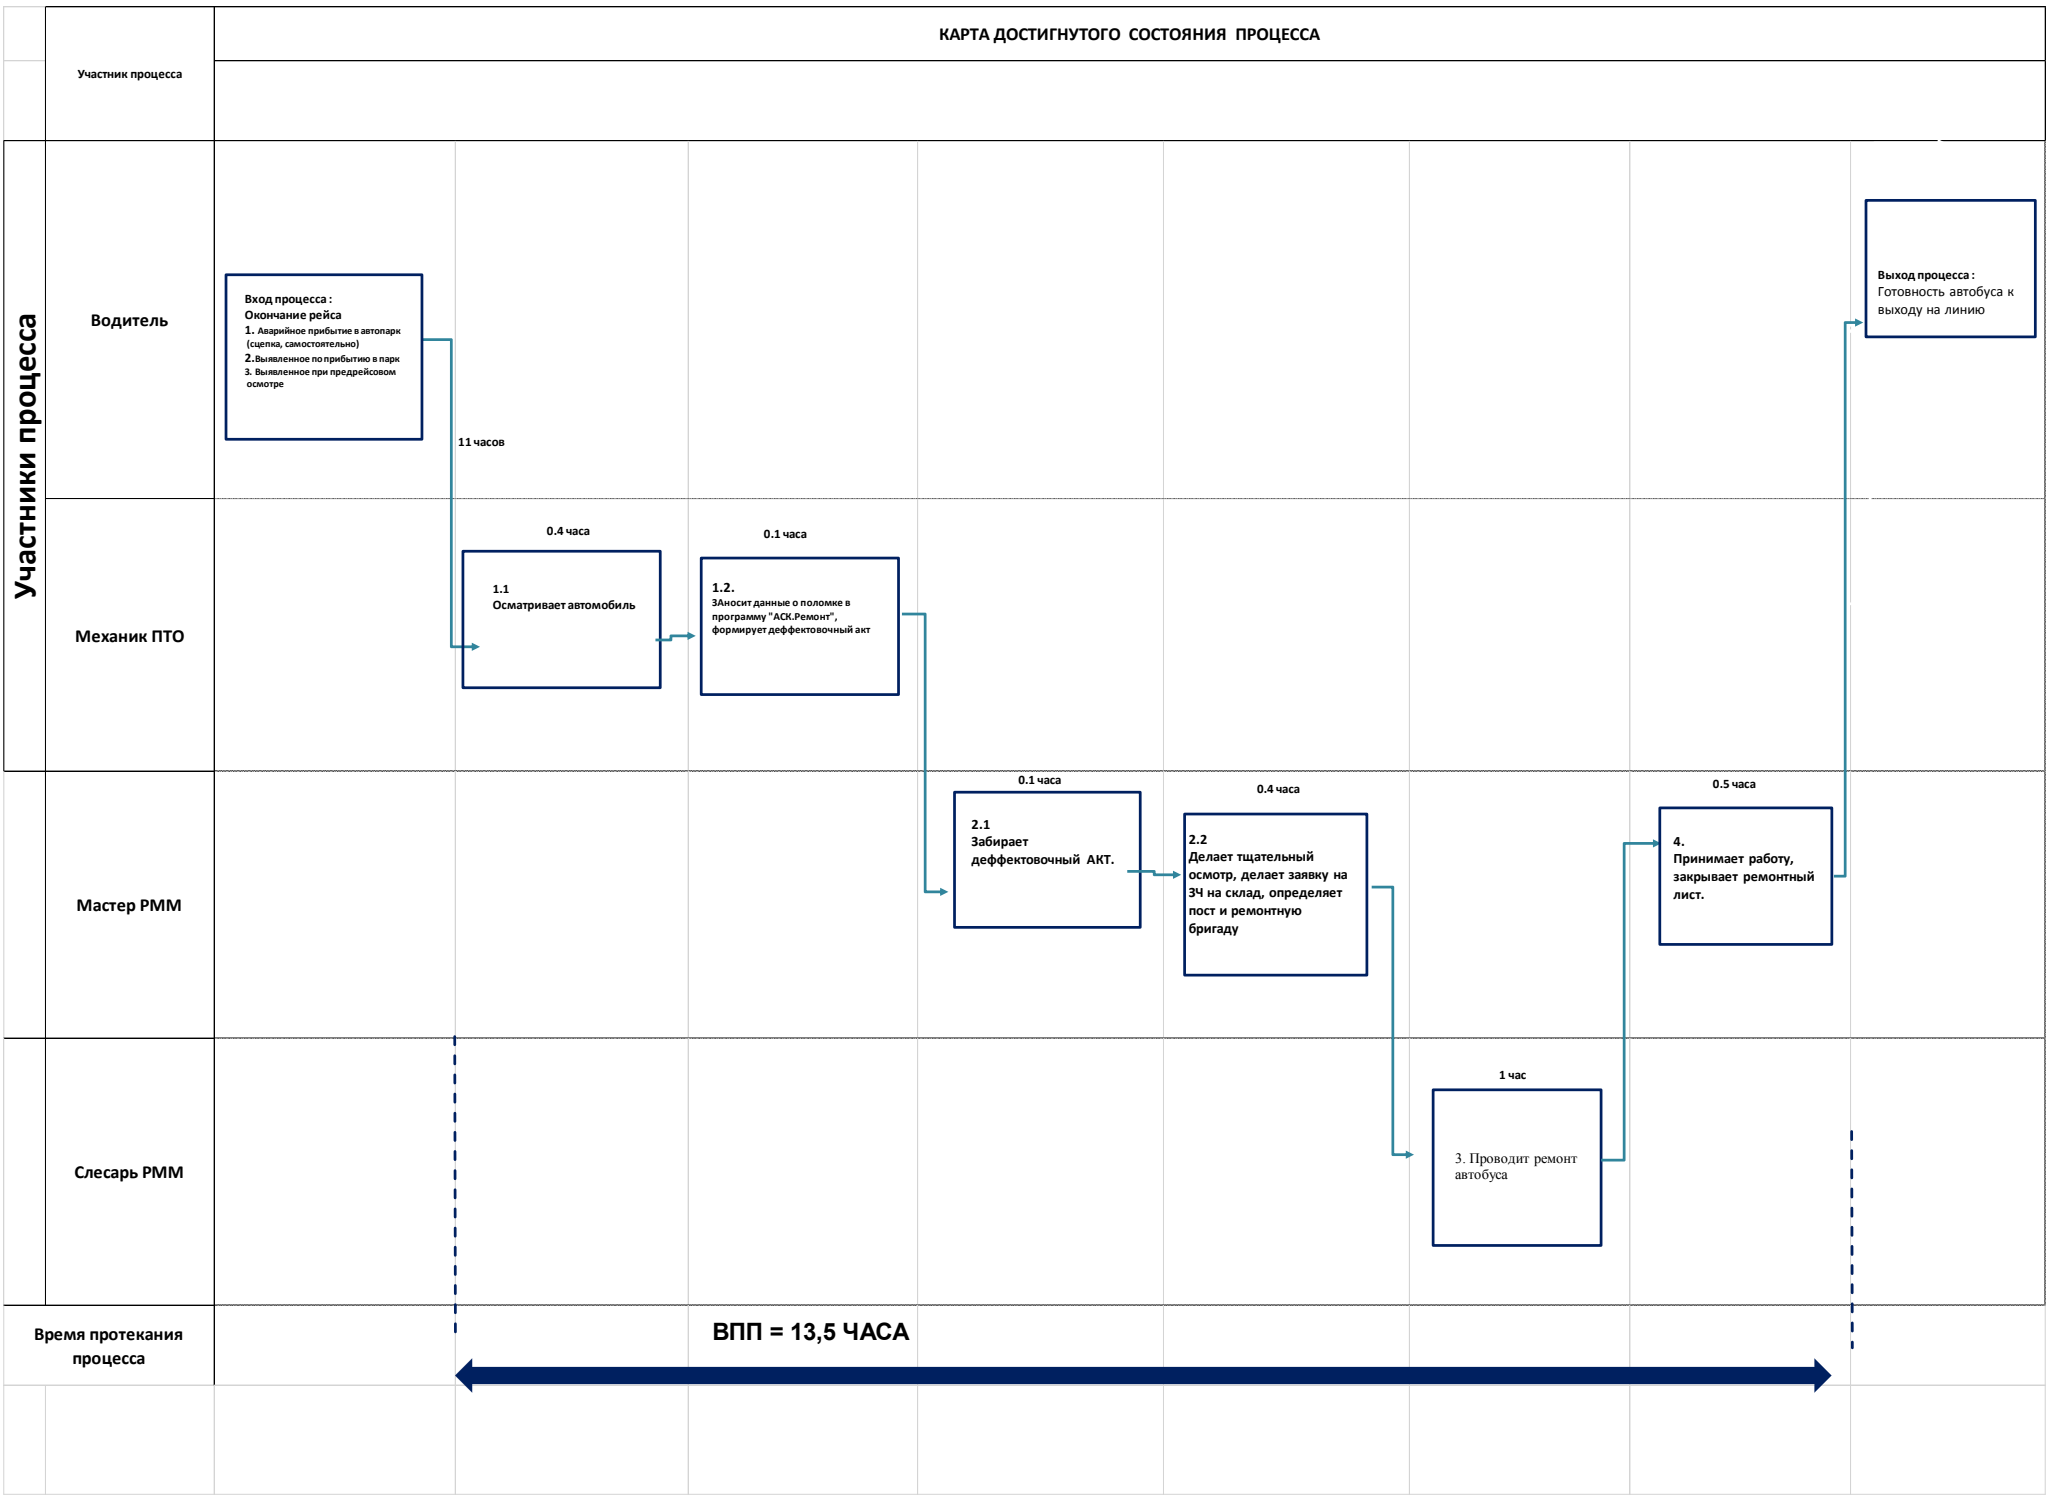 КАРТА ДОСТИГНУТОГО СОСТОЯНИЯ ПРОЦЕССА
Участник процесса
Участники процесса
Водитель
Вход процесса :
Окончание рейса
1. Аварийное прибытие в автопарк
(сцепка, самостоятельно)
2.Выявленное по прибытию в парк
3. Выявленное при предрейсовом
осмотре
11 часов
Выход процесса :
Готовность автобуса к
выходу на линию
Механик ПТО
0.4 часа
1.1
Осматривает автомобиль
0.1 часа
1.2.
ЗАносит данные о поломке в
программу "АСК.Ремонт",
формирует деффектовочный акт
Мастер РММ
0.1 часа
2.1
Забирает
деффектовочный АКТ.
0.4 часа
2.2
Делает тщательный
осмотр, делает заявку на
ЗЧ на склад, определяет
пост и ремонтную
бригаду
0.5 часа
4.
Принимает работу,
закрывает ремонтный
лист.
Слесарь РММ
1 час
3. Проводит ремонт
автобуса
Время протекания
процесса
ВПП = 13,5 ЧАСА